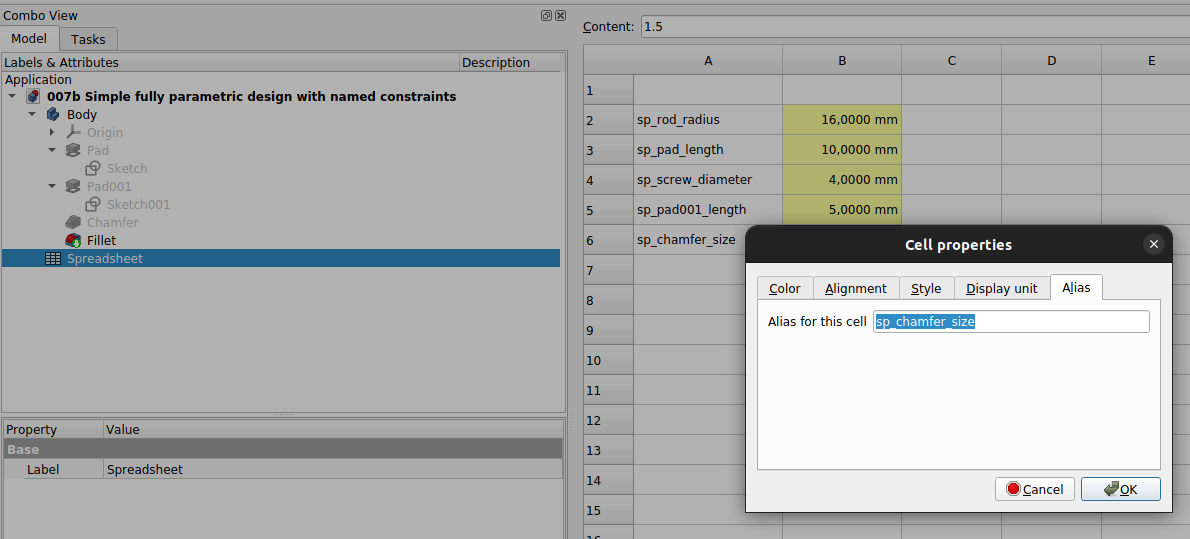 Combo View
Model Tasks
Labels & Attributes Description
Application
007b Simple fully parametric design with named constraints
Body
Origin
Pad
Sketch
Pad001
Sketch001
Chamfer
Fillet
Spreadsheet
Property Value
Base
Label Spreadsheet
Content: 1.5
A B C D E
1
2 sp_rod_radius 16,0000 mm
3 sp_pad_length 10,0000 mm
4 sp_screw_diameter 4,0000 mm
5 sp_pad001_length 5,0000 mm
6 sp_chamfer_size
7
8
9
10
11
12
13
14
15
16
Cell properties
Color Alignment Style Display unit Alias
Alias for this cell sp_chamfer_size
Cancel OK